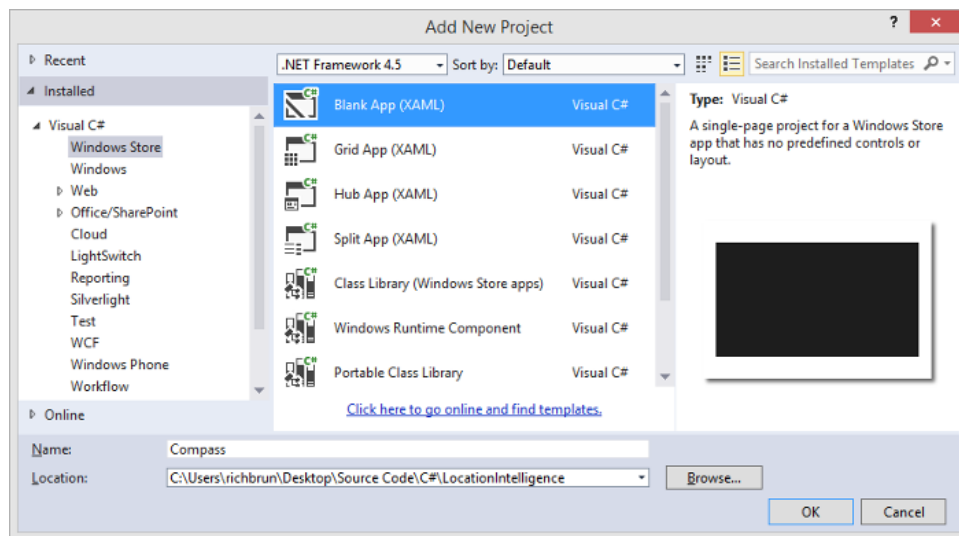 Add New Project
? ×
Recent
.NET Framework 4.5 Sort by: Default Search Installed Templates
Installed
Visual C#
Windows Store
Windows
Web
Office/SharePoint
Cloud
LightSwitch
Reporting
Silverlight
Test
WCF
Windows Phone
Workflow
Online
C# Blank App (XAML) Visual C#
C# Grid App (XAML) Visual C#
C# Hub App (XAML) Visual C#
C# Split App (XAML) Visual C#
C# Class Library (Windows Store apps) Visual C#
C# Windows Runtime Component Visual C#
C# Portable Class Library Visual C#
Click here to go online and find templates.
Type: Visual C#
A single-page project for a Windows Store
app that has no predefined controls or
layout.
Name: Compass
Location: C:\Users\richbrun\Desktop\Source Code\C#\LocationIntelligence Browse...
OK Cancel